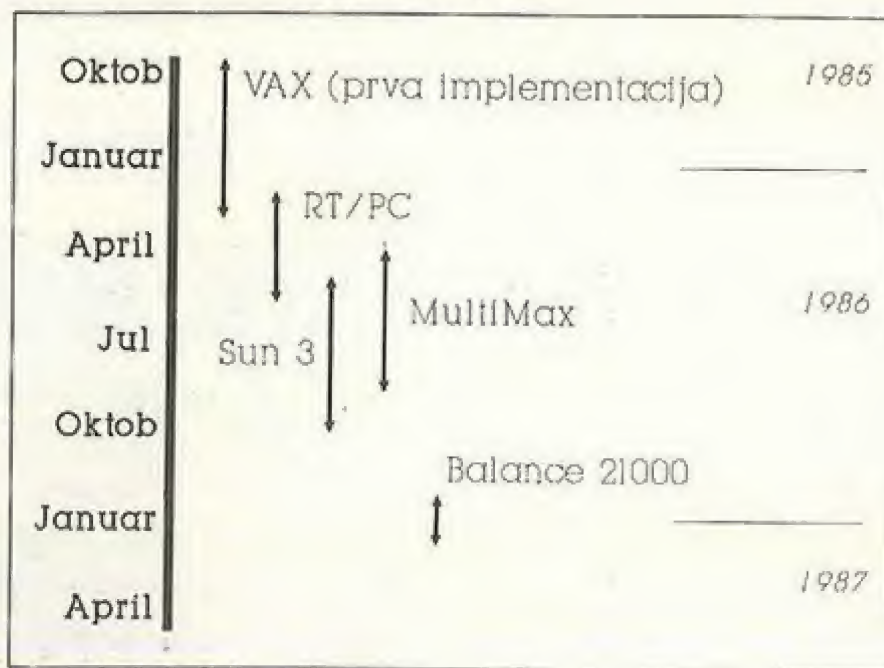 Oktob
VAX (prva implementacija)
1985
Januar
RT/PC
April
MultiMax
1986
Jul
Sun 3
Oktob
Balance 21000
Januar
1987
April